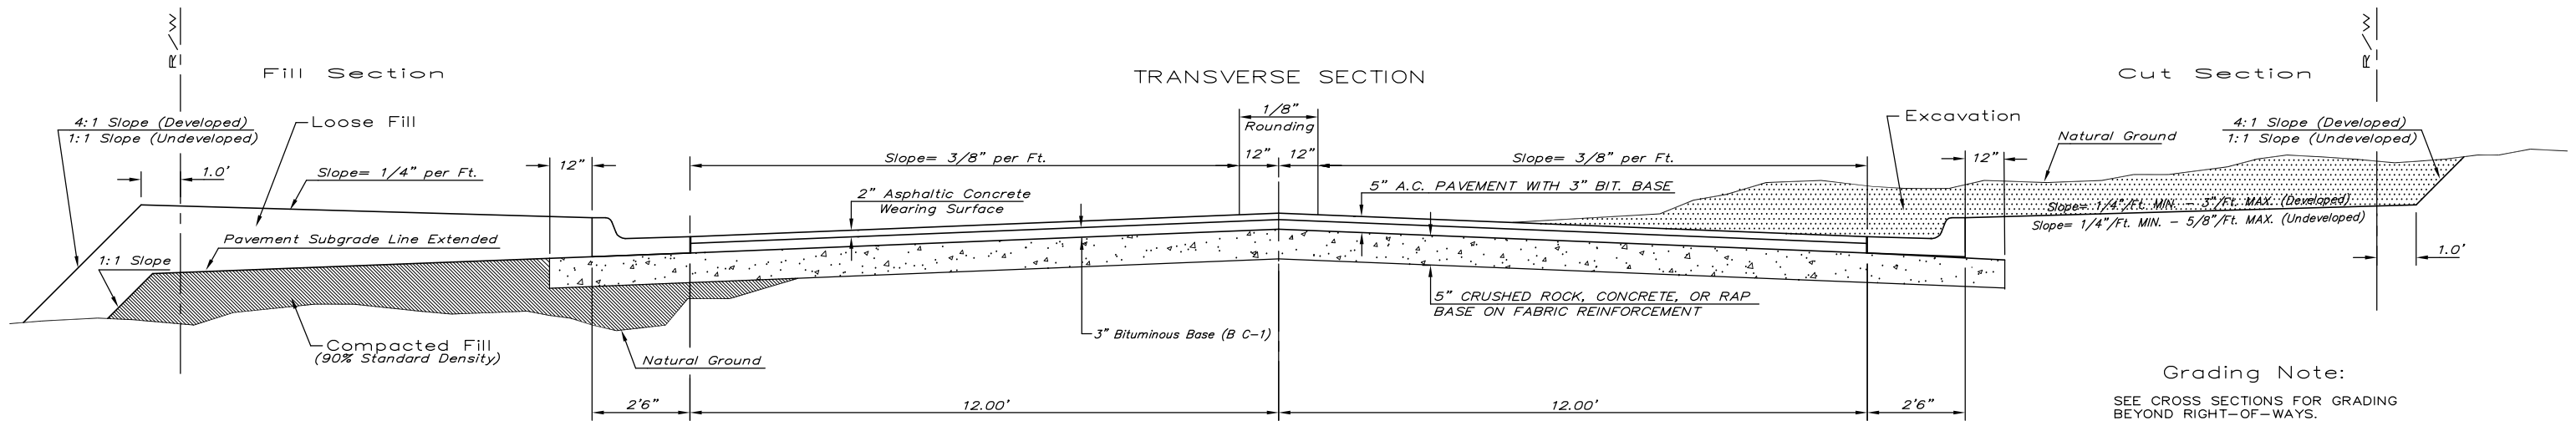 R/W
R/W
Fill Section
TRANSVERSE SECTION
Cut Section
1/8"
Rounding
4:1 Slope (Developed)
1:1 Slope (Undeveloped)
Loose Fill
Excavation
4:1 Slope (Developed)
1:1 Slope (Undeveloped)
Natural Ground
12"
Slope= 3/8" per Ft.
12"
12"
Slope= 3/8" per Ft.
12"
1.0'
Slope= 1/4" per Ft.
2" Asphaltic Concrete
Wearing Surface
5" A.C. PAVEMENT WITH 3" BIT. BASE
Slope= 1/4"/Ft. MIN. - 3"/Ft. MAX. (Developed)
Slope= 1/4"/Ft. MIN. - 5/8"/Ft. MAX. (Undeveloped)
Pavement Subgrade Line Extended
1:1 Slope
1.0'
5" CRUSHED ROCK, CONCRETE, OR RAP
BASE ON FABRIC REINFORCEMENT
3" Bituminous Base (B C-1)
Compacted Fill
(90% Standard Density)
Natural Ground
Grading Note:
SEE CROSS SECTIONS FOR GRADING
BEYOND RIGHT-OF-WAYS.
2'6"
12.00'
12.00'
2'6"